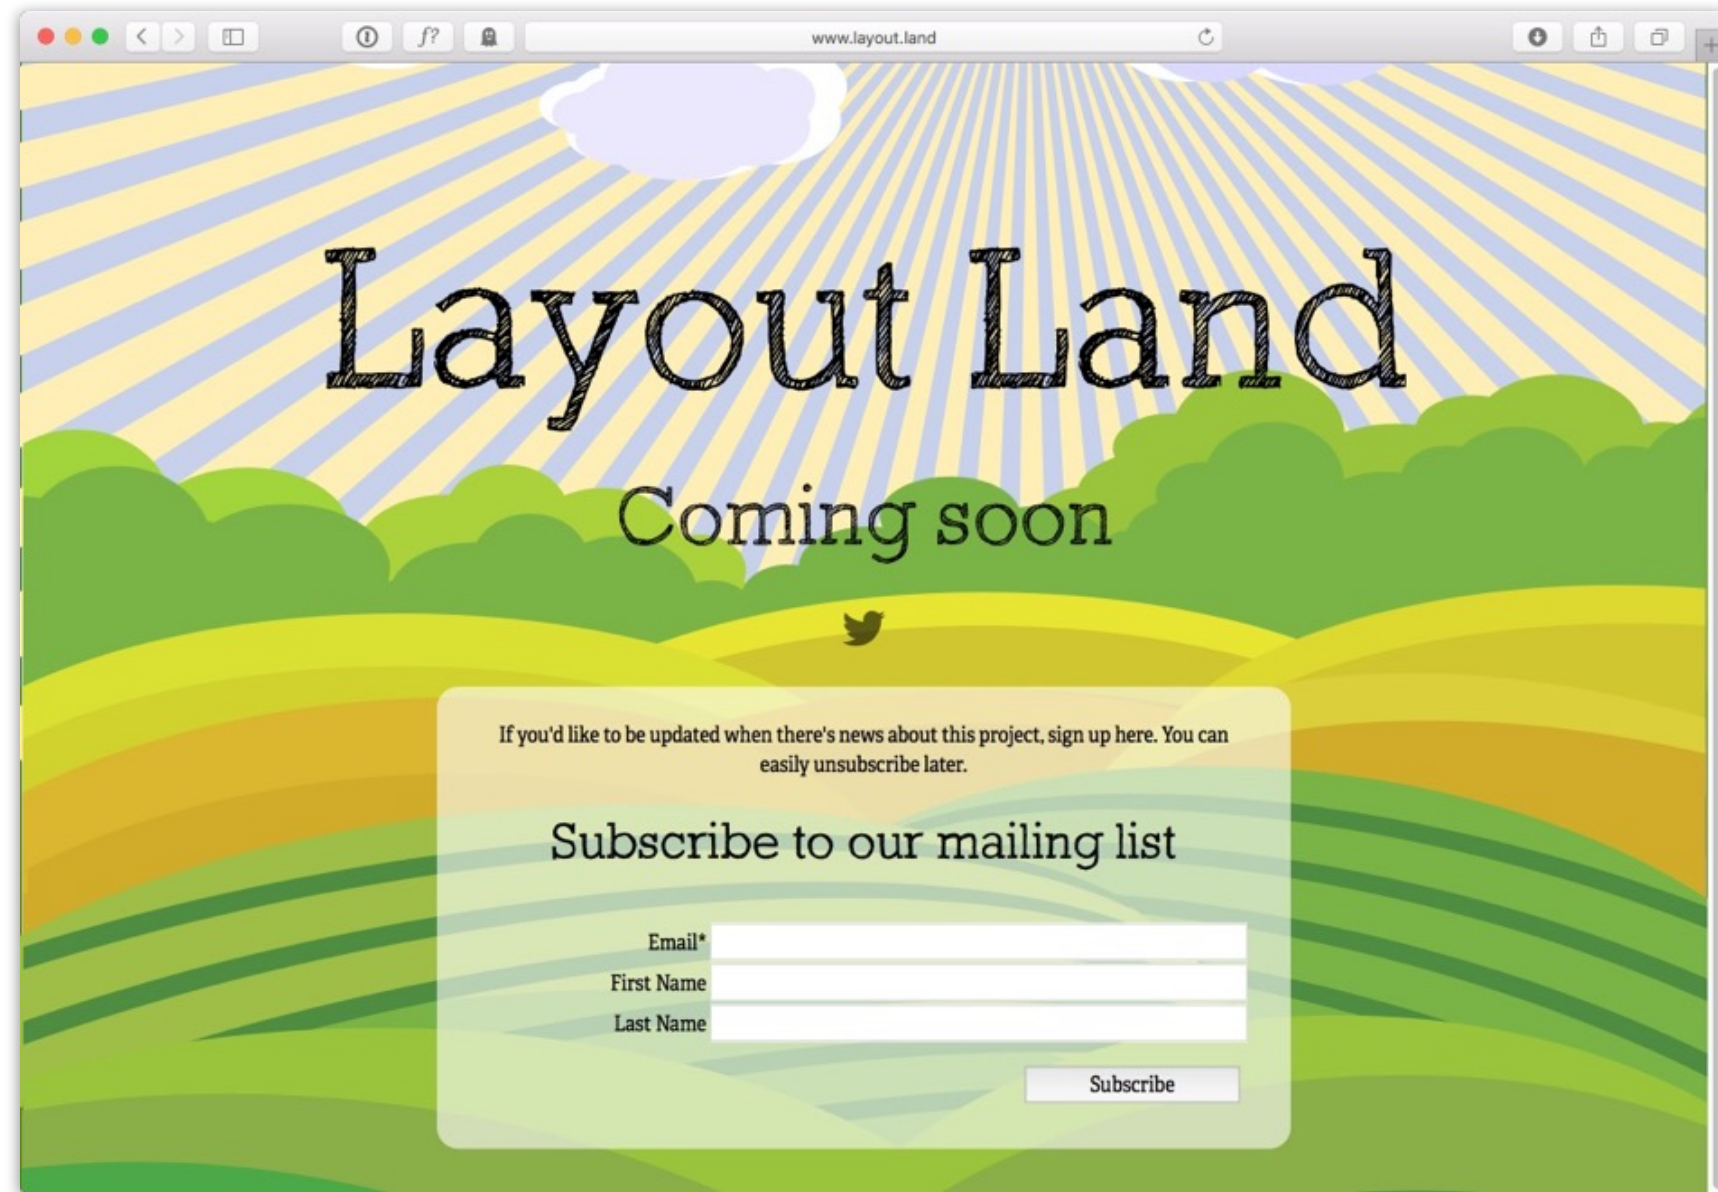 f?
www.layout.land
Layout Land
Coming soon
If you'd like to be updated when there's news about this project, sign up here. You can
easily unsubscribe later.
Subscribe to our mailing list
Email*
First Name
Last Name
Subscribe